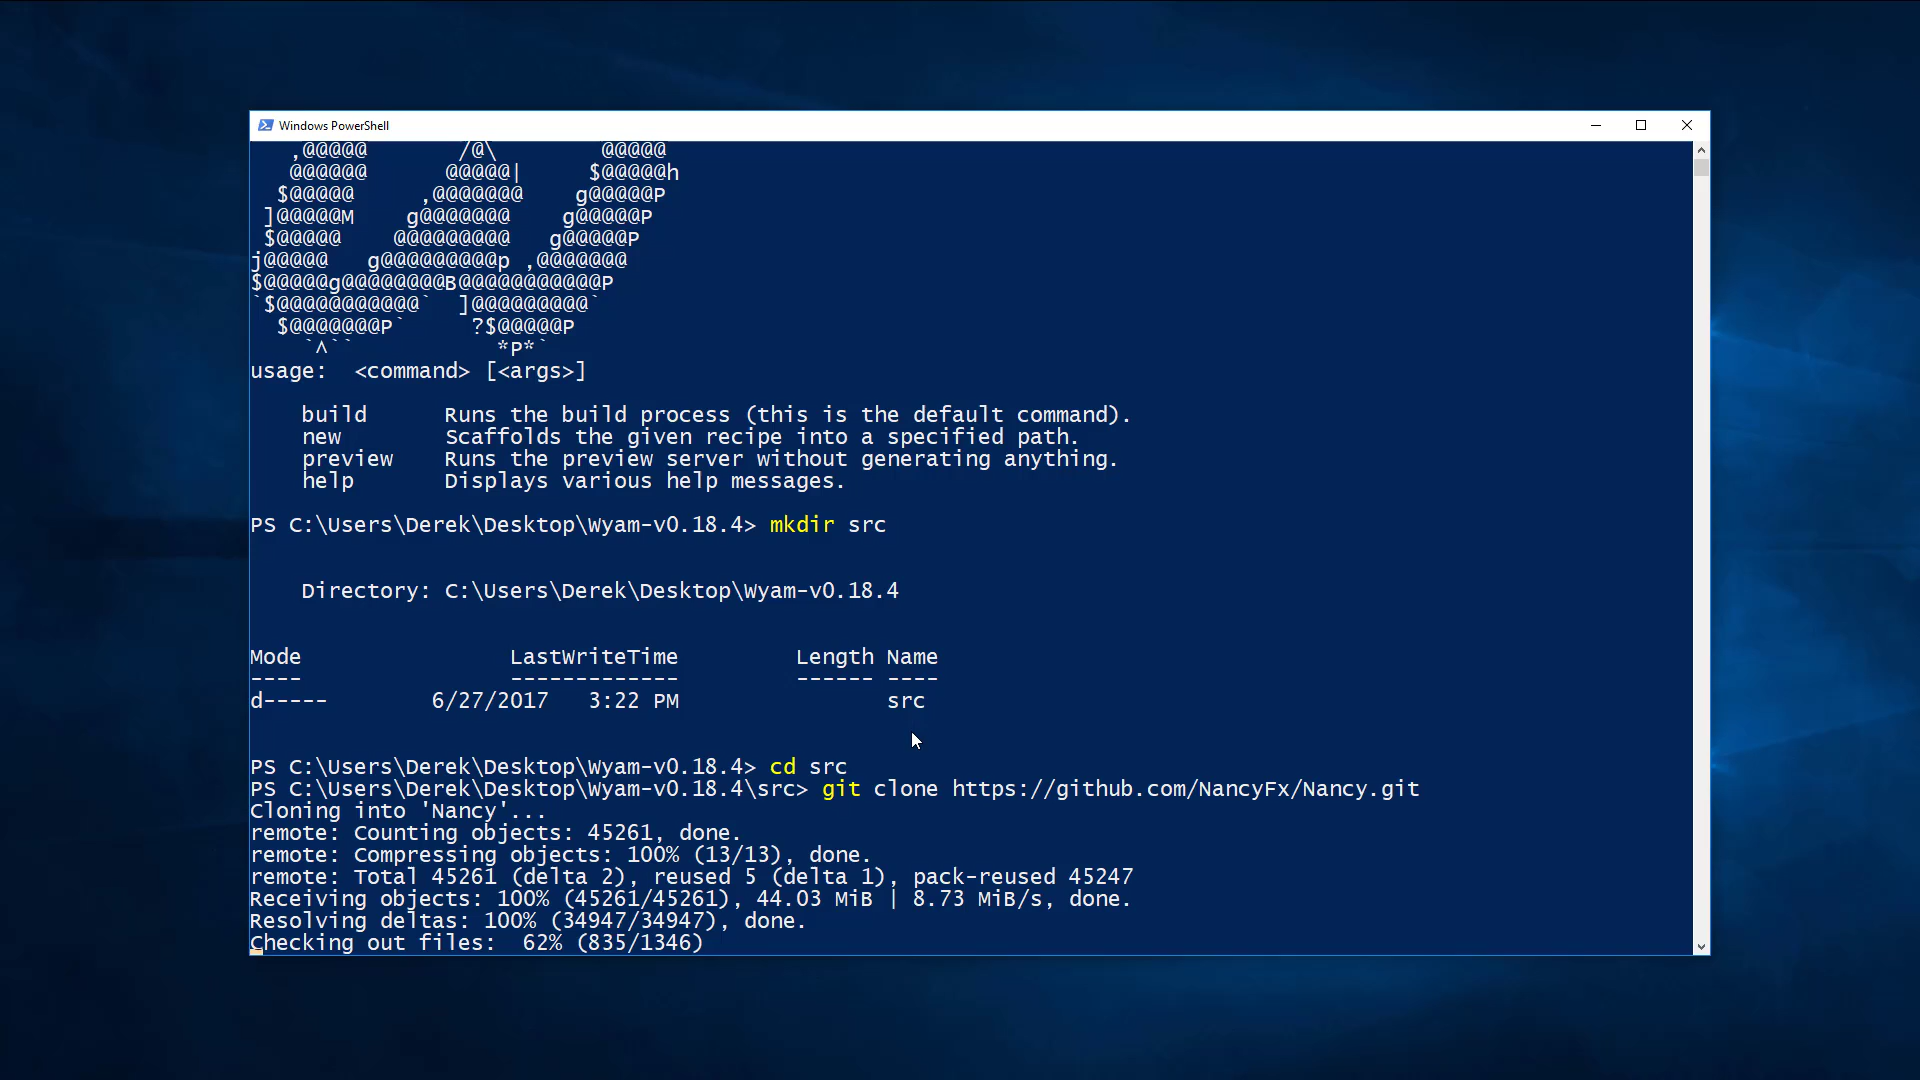 Windows PowerShell
   ,@@@@@       /@\        @@@@@
   @@@@@@      @@@@@|     $@@@@@h
  $@@@@@     ,@@@@@@@    g@@@@@P
 ]@@@@@M    g@@@@@@@    g@@@@@P
 $@@@@@    @@@@@@@@@   g@@@@@P
j@@@@@   g@@@@@@@@@p ,@@@@@@@
$@@@@@g@@@@@@@@B@@@@@@@@@@@P
`$@@@@@@@@@@@`  ]@@@@@@@@@`
  $@@@@@@@P`     ?$@@@@@P
    `^``           *P*`
usage:  <command> [<args>]
    build      Runs the build process (this is the default command).
    new        Scaffolds the given recipe into a specified path.
    preview    Runs the preview server without generating anything.
    help       Displays various help messages.
PS C:\Users\Derek\Desktop\Wyam-v0.18.4> mkdir src
    Directory: C:\Users\Derek\Desktop\Wyam-v0.18.4
Mode                LastWriteTime         Length Name
----                -------------         ------ ----
d-----        6/27/2017   3:22 PM                src
PS C:\Users\Derek\Desktop\Wyam-v0.18.4> cd src
PS C:\Users\Derek\Desktop\Wyam-v0.18.4\src> git clone https://github.com/NancyFx/Nancy.git
Cloning into 'Nancy'...
remote: Counting objects: 45261, done.
remote: Compressing objects: 100% (13/13), done.
remote: Total 45261 (delta 2), reused 5 (delta 1), pack-reused 45247
Receiving objects: 100% (45261/45261), 44.03 MiB | 8.73 MiB/s, done.
Resolving deltas: 100% (34947/34947), done.
Checking out files:  62% (835/1346)